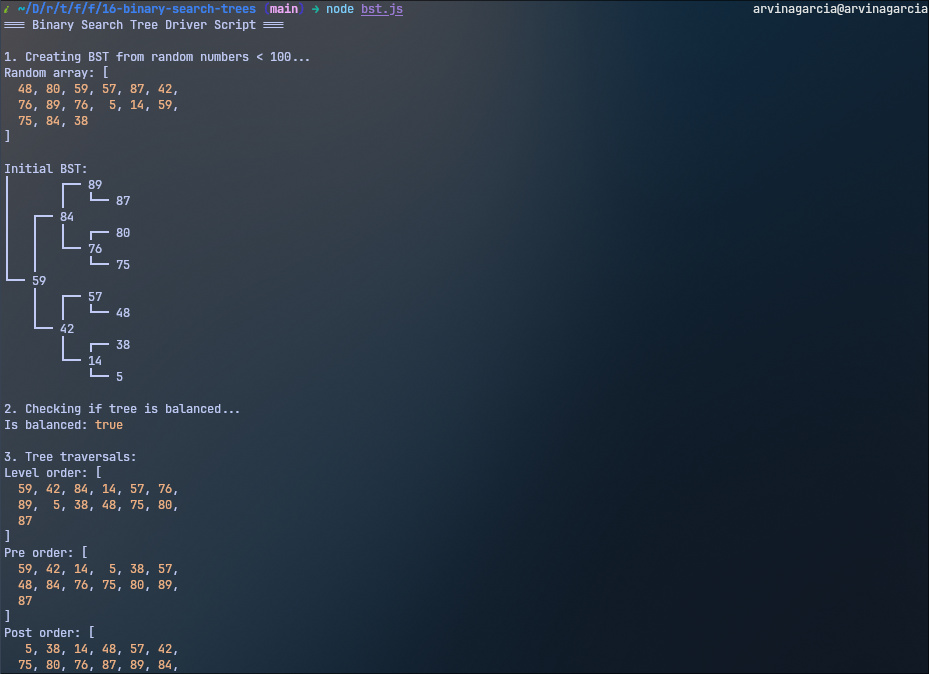 ~/D/r/t/f/f/16-binary-search-trees (main) → node bst.js arvinagarcia@arvinagarcia
=== Binary Search Tree Driver Script ===
1. Creating BST from random numbers < 100...
Random array: [
48, 80, 59, 57, 87, 42,
76, 89, 76, 5, 14, 59,
75, 84, 38
]
Initial BST:
│       ┌── 89
│       │   └── 87
│   ┌── 84
│   │   │   ┌── 80
│   │   └── 76
│   │       └── 75
└── 59
    │   ┌── 57
    │   │   └── 48
    └── 42
        │   ┌── 38
        └── 14
            └── 5
2. Checking if tree is balanced...
Is balanced: true
3. Tree traversals:
Level order: [
59, 42, 84, 14, 57, 76,
89, 5, 38, 48, 75, 80,
87
]
Pre order: [
59, 42, 14, 5, 38, 57,
48, 84, 76, 75, 80, 89,
87
]
Post order: [
5, 38, 14, 48, 57, 42,
75, 80, 76, 87, 89, 84,